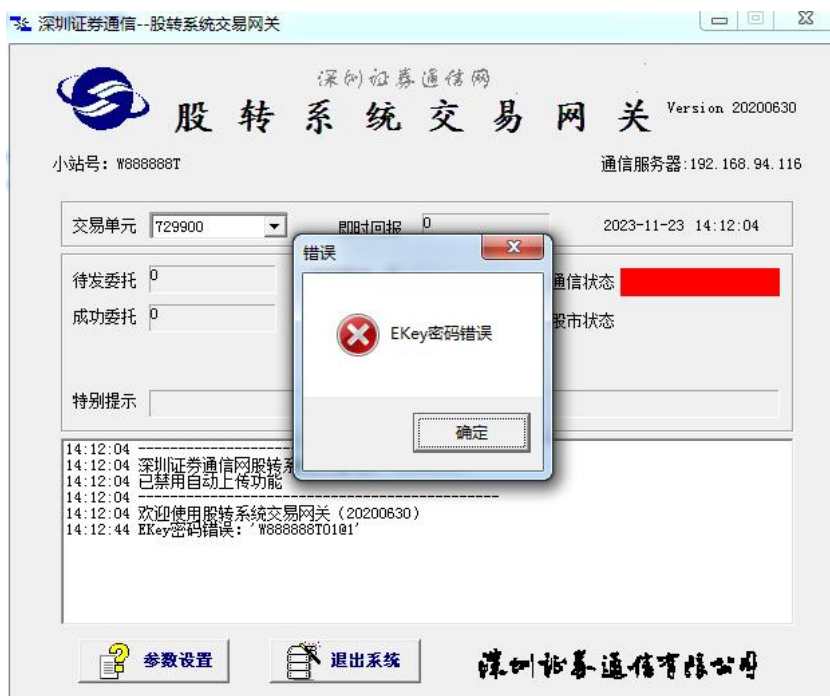 深圳证券通信--股转系统交易网关
深圳证券通信网
股转系统交易网关 Version 20200630
小站号: W888888T 通信服务器:192.168.94.116
交易单元 729900 即时回报 0 2023-11-23 14:12:04
错误
待发委托 0 通信状态
成功委托 0 股市状态
EKey密码错误
特别提示
确定
14:12:04 --------------------
14:12:04 深圳证券通信网股转系
14:12:04 已禁用自动上传功能
14:12:04 ---------------------------------------------
14:12:04 欢迎使用股转系统交易网关（20200630）
14:12:44 EKey密码错误：'W888888T01@1'
参数设置 退出系统 深圳证券通信有限公司